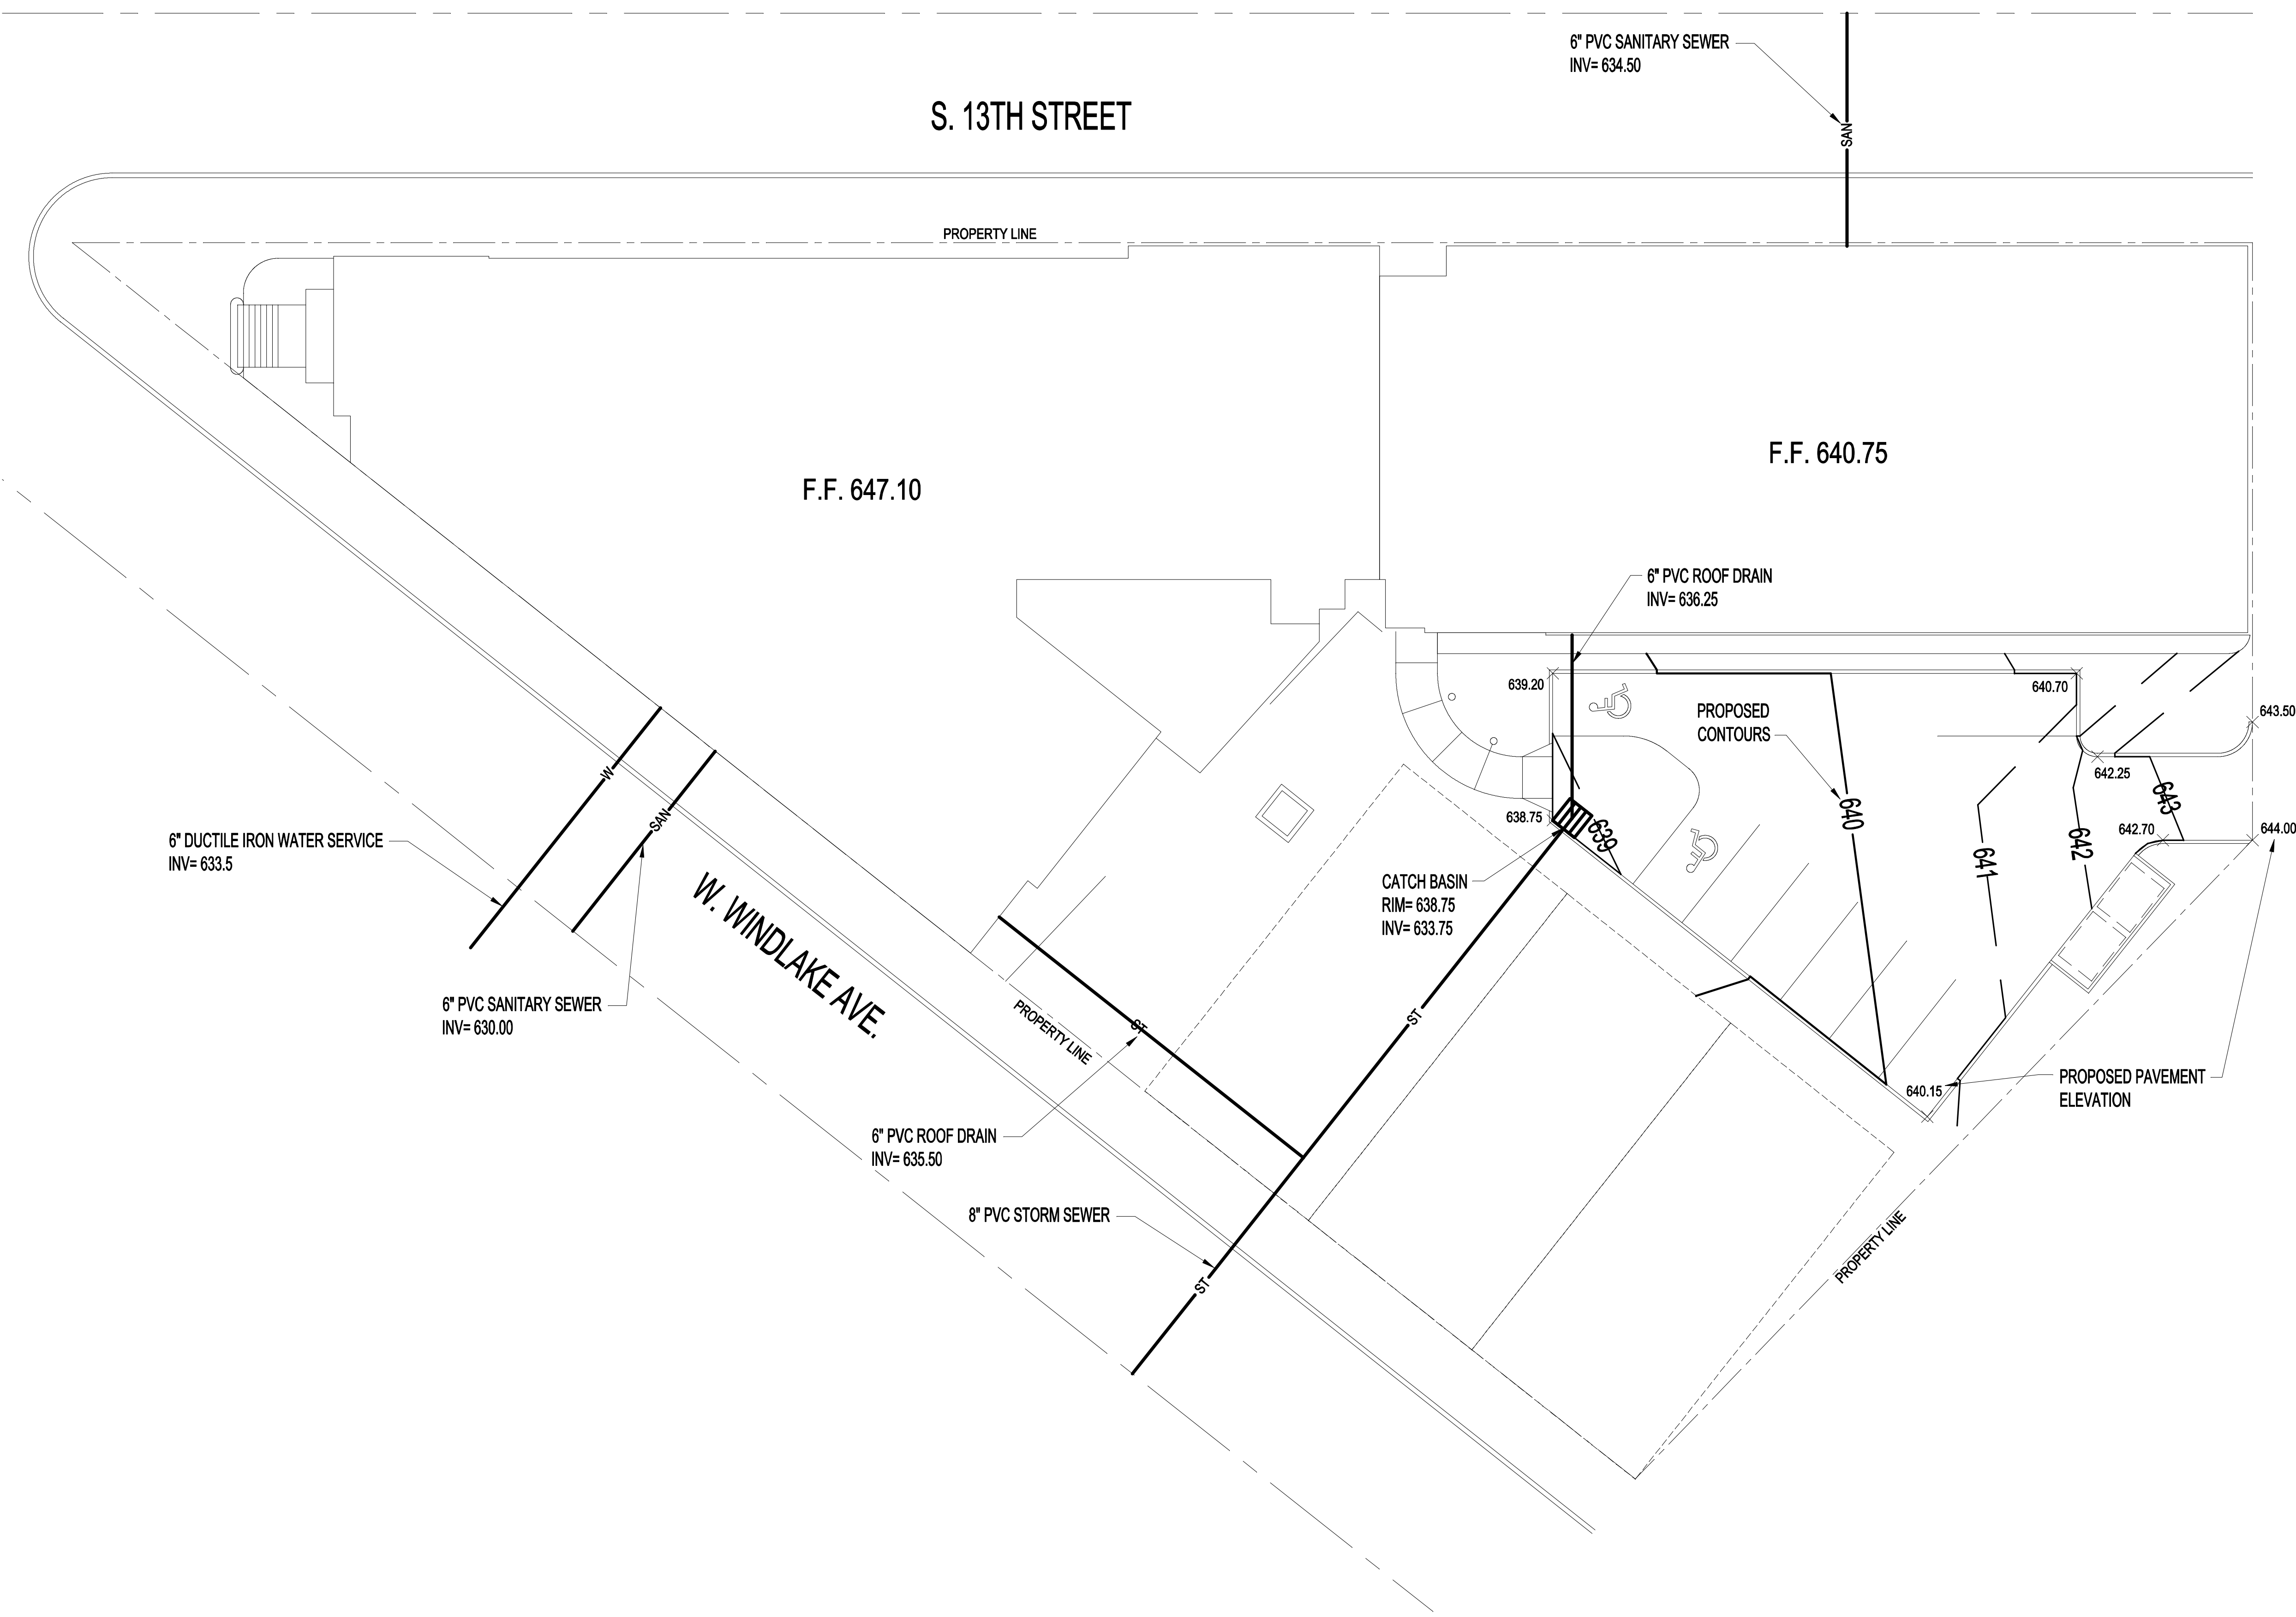 6" PVC SANITARY SEWER
INV= 634.50
SAN
S. 13TH STREET
PROPERTY LINE
F.F. 640.75
F.F. 647.10
6" PVC ROOF DRAIN
INV= 636.25
639.20
640.70
643.50
PROPOSED
CONTOURS
642.25
643
W
640
639
638.75
642.70
644.00
SAN
642
641
6" DUCTILE IRON WATER SERVICE
INV= 633.5
CATCH BASIN
RIM= 638.75
INV= 633.75
W. WINDLAKE AVE.
6" PVC SANITARY SEWER
INV= 630.00
PROPERTY LINE
ST
ST
640.15
PROPOSED PAVEMENT
ELEVATION
6" PVC ROOF DRAIN
INV= 635.50
8" PVC STORM SEWER
ST
PROPERTY LINE